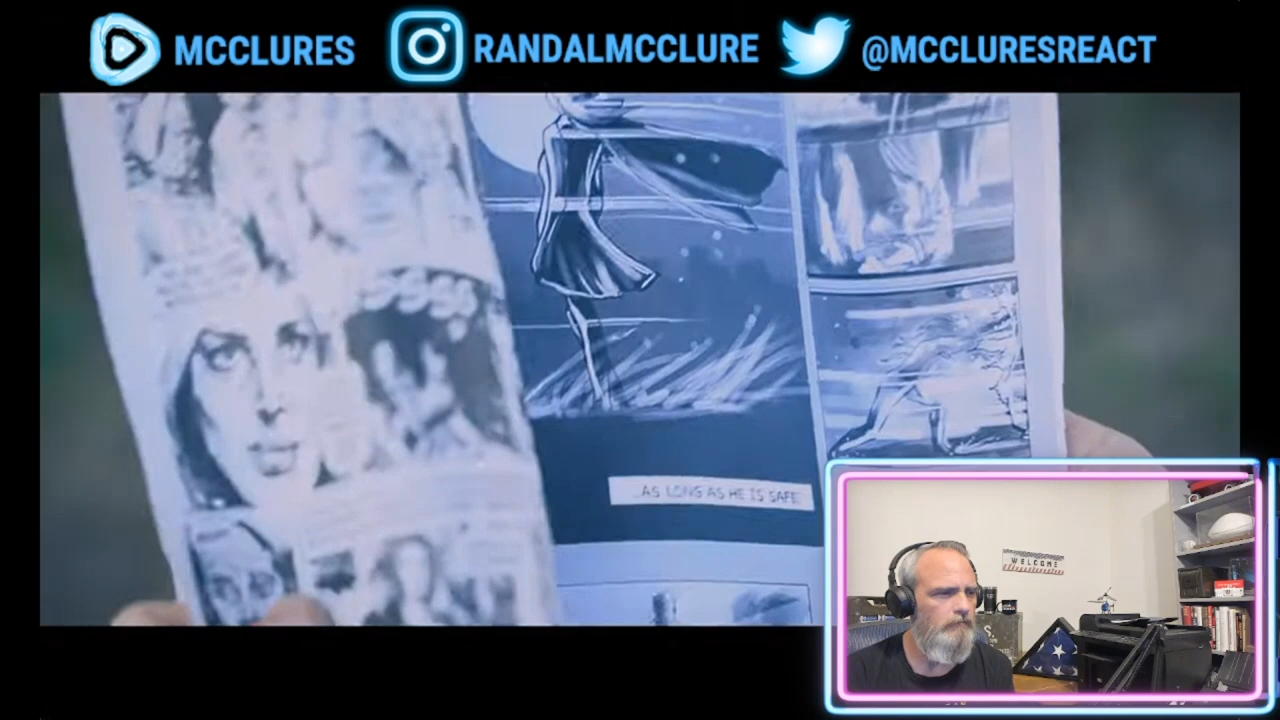 MCCLURES
RANDALMCCLURE
@MCCLURESREACT
...AS LONG AS HE IS SAFE
WELCOME